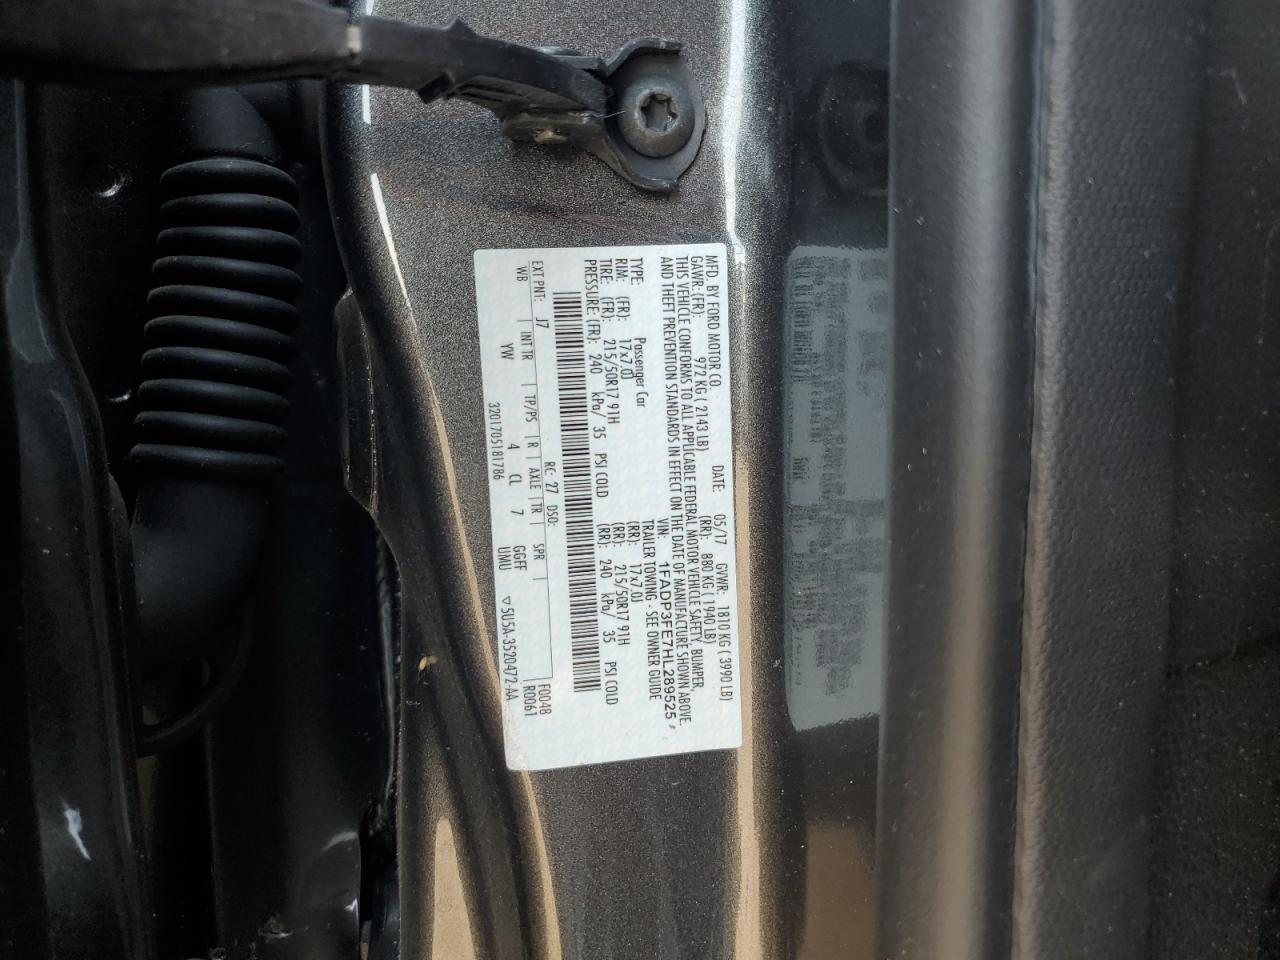 MFD. BY FORD MOTOR CO.
DATE: 05/17 GVWR: 1810 KG ( 3990 LB)
GAWR: (FR): 972 KG ( 2143 LB) (RR): 880 KG ( 1940 LB)
THIS VEHICLE CONFORMS TO ALL APPLICABLE FEDERAL MOTOR VEHICLE SAFETY, BUMPER,
AND THEFT PREVENTION STANDARDS IN EFFECT ON THE DATE OF MANUFACTURE SHOWN ABOVE.
VIN: 1FADP3FE7HL289525
TYPE: Passenger Car TRAILER TOWING - SEE OWNER GUIDE
RIM: (FR): 17x7.0J (RR): 17x7.0J
TIRE: (FR): 215/50R17 91H (RR): 215/50R17 91H
PRESSURE: (FR): 240 kPa/ 35 PSI COLD (RR): 240 kPa/ 35 PSI COLD
RC: 27 DSO: F0048
EXT PNT: J7 R0061
WB INT TR TP/PS R AXLE TR SPR
YW 4 CL 7 GGFF
UMU
3201705181786 ▽5U5A-3520472-AA